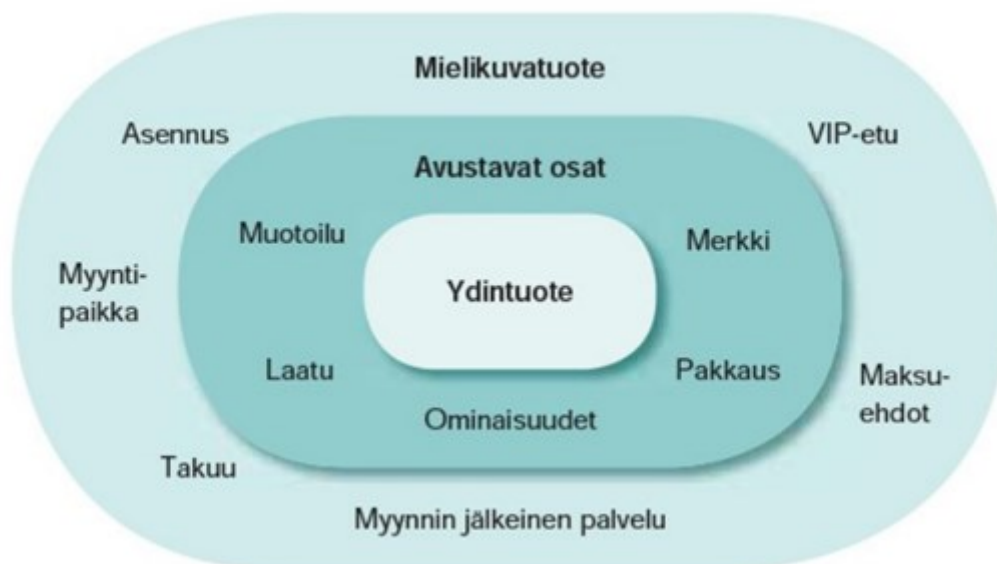 Mielikuvatuote
Asennus
VIP-etu
Avustavat osat
Muotoilu
Merkki
Myynti-
paikka
Ydintuote
Laatu
Pakkaus
Maksu-
ehdot
Ominaisuudet
Takuu
Myynnin jälkeinen palvelu